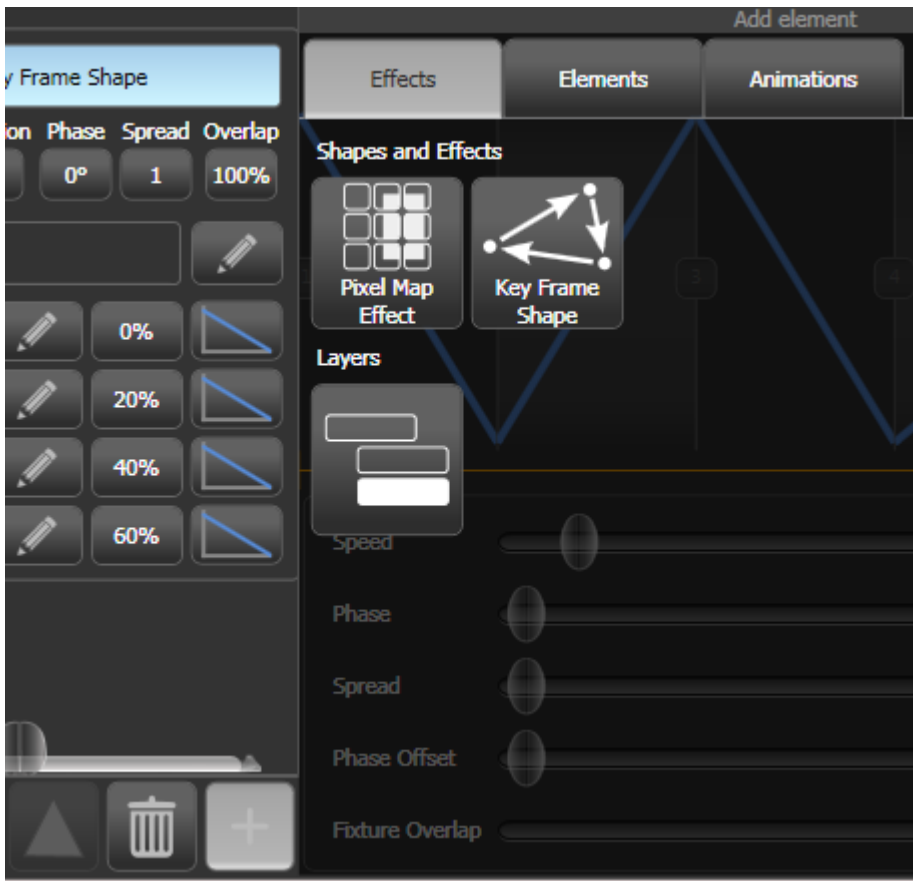 Add element
y Frame Shape
Effects
Elements
Animations
ion Phase Spread Overlap
0° 1 100%
Shapes and Effects
Pixel Map
Effect
Key Frame
Shape
3
4
Layers
0%
20%
40%
60%
Speed
Phase
Spread
Phase Offset
Fixture Overlap